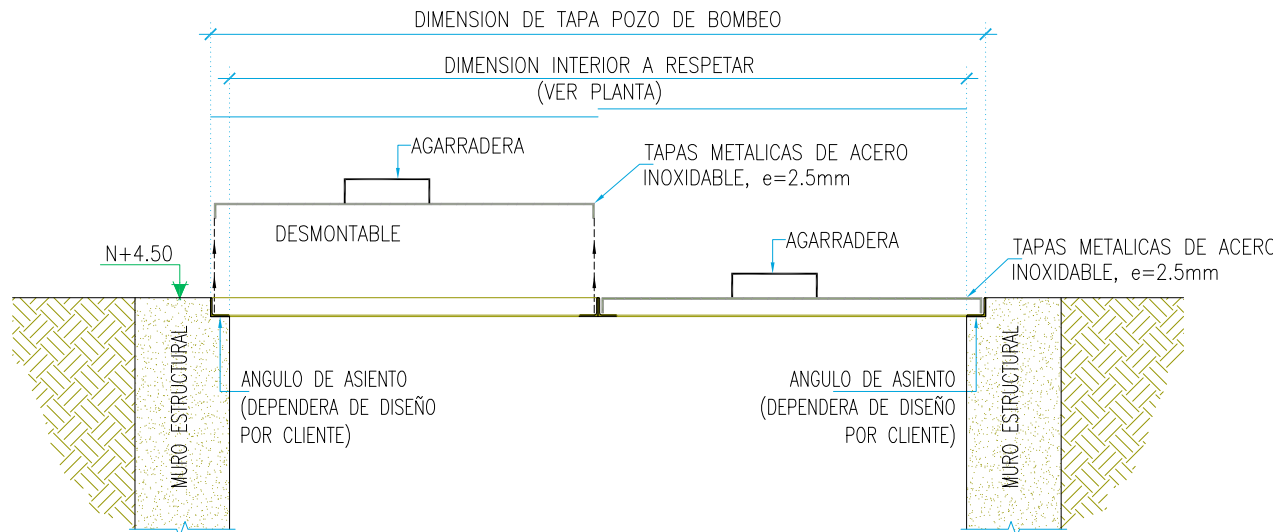 DIMENSION DE TAPA POZO DE BOMBEO
DIMENSION INTERIOR A RESPETAR
(VER PLANTA)
AGARRADERA
TAPAS METALICAS DE ACERO
INOXIDABLE, e=2.5mm
DESMONTABLE
N+4.50
AGARRADERA
TAPAS METALICAS DE ACERO
INOXIDABLE, e=2.5mm
MURO ESTRUCTURAL
ANGULO DE ASIENTO
(DEPENDERA DE DISEÑO
POR CLIENTE)
ANGULO DE ASIENTO
(DEPENDERA DE DISEÑO
POR CLIENTE)
MURO ESTRUCTURAL